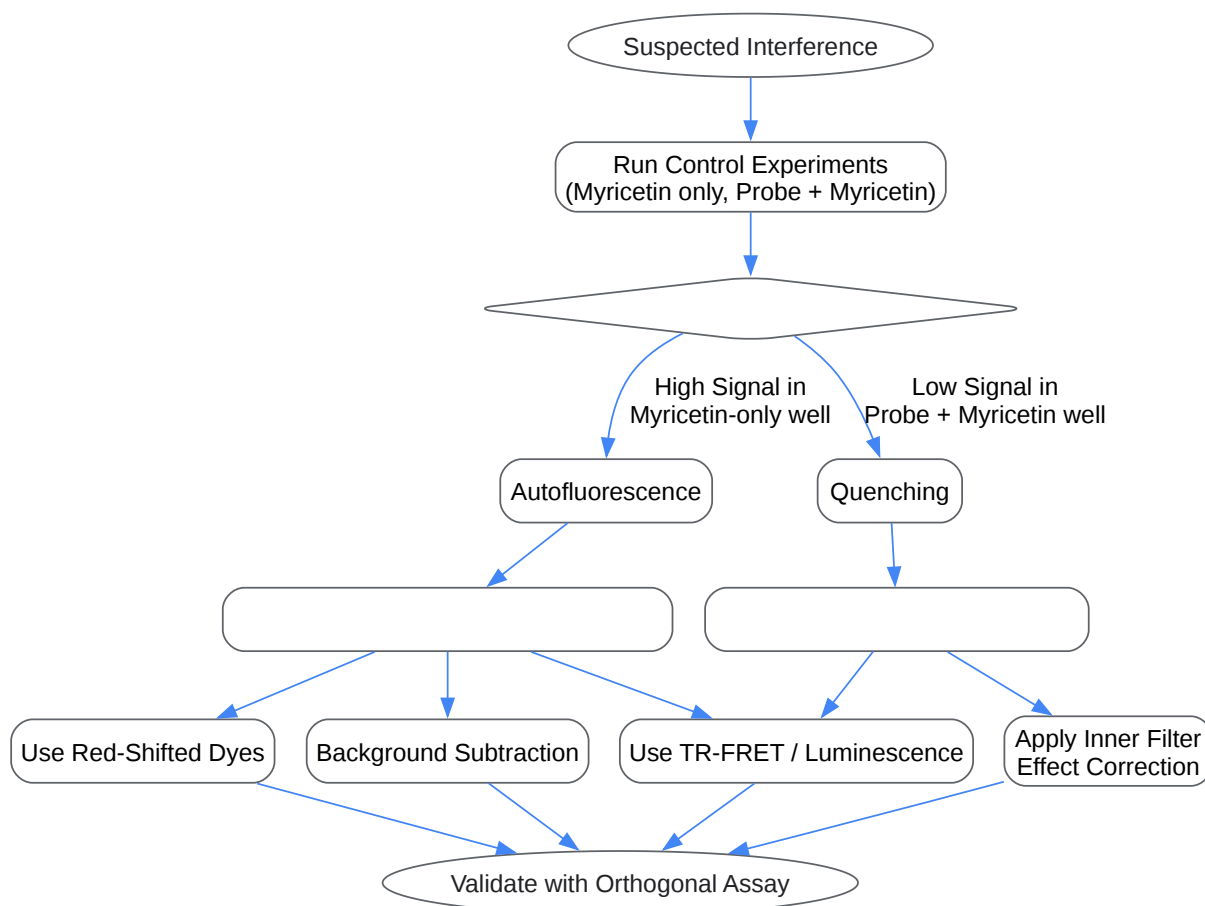 Suspected Interference
Run Control Experiments
(Myricetin only, Probe + Myricetin)
High Signal in
Myricetin-only well
Low Signal in
Probe + Myricetin well
Autofluorescence
Quenching
Use Red-Shifted Dyes
Background Subtraction
Use TR-FRET / Luminescence
Apply Inner Filter
Effect Correction
Validate with Orthogonal Assay